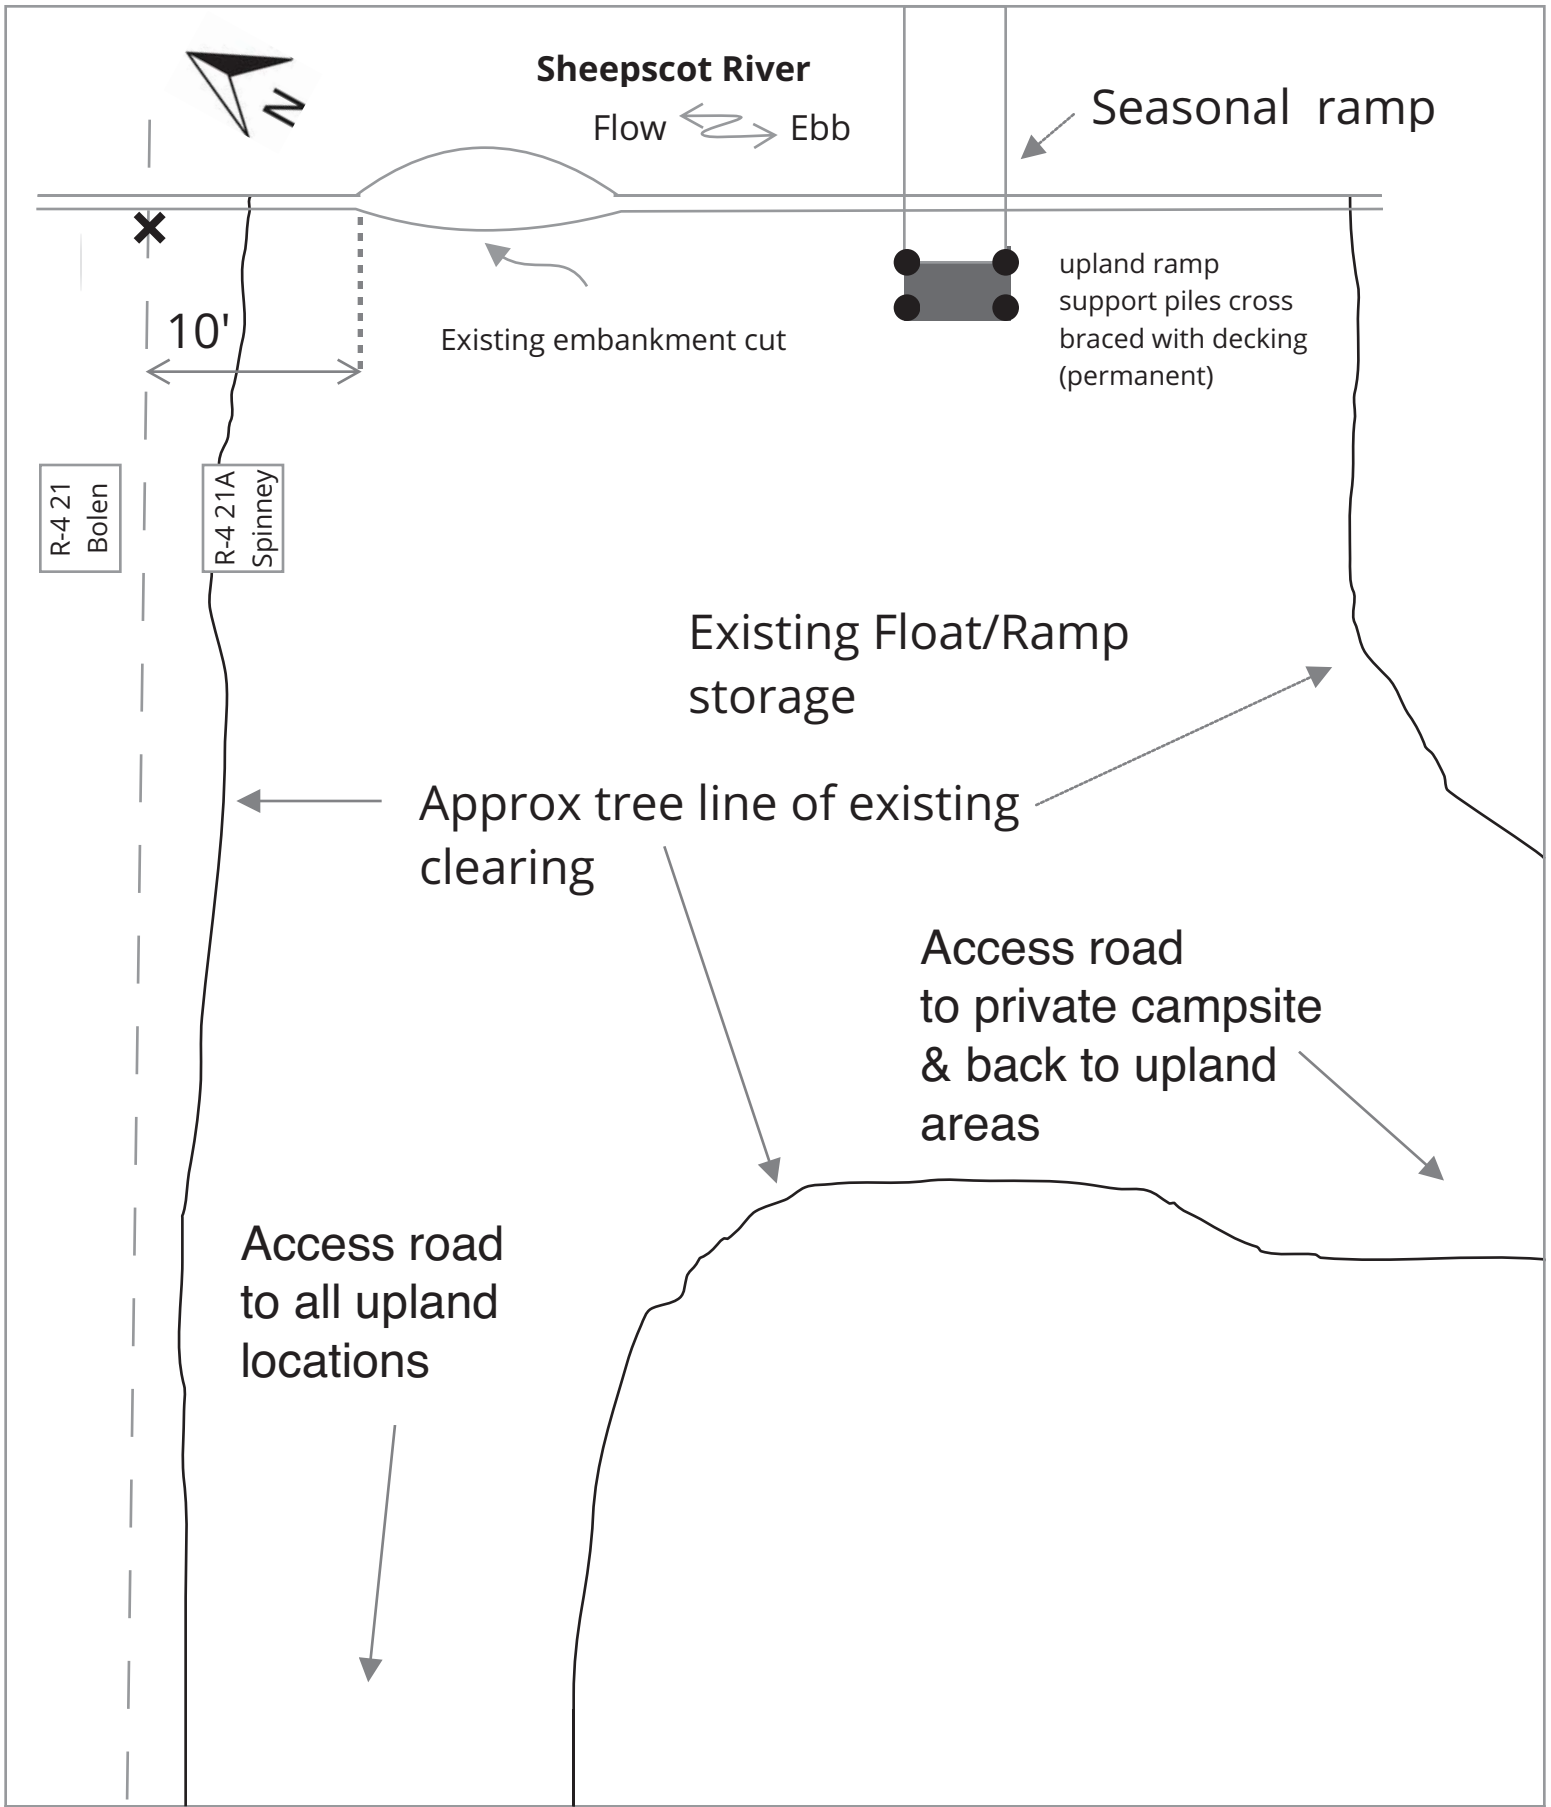 N
Sheepscot River
Flow
Ebb
Seasonal ramp
upland ramp
support piles cross
braced with decking
(permanent)
10'
Existing embankment cut
R-4 21
Bolen
R-4 21A
Spinney
Existing Float/Ramp
storage
Approx tree line of existing
clearing
Access road
to private campsite
& back to upland
areas
Access road
to all upland
locations